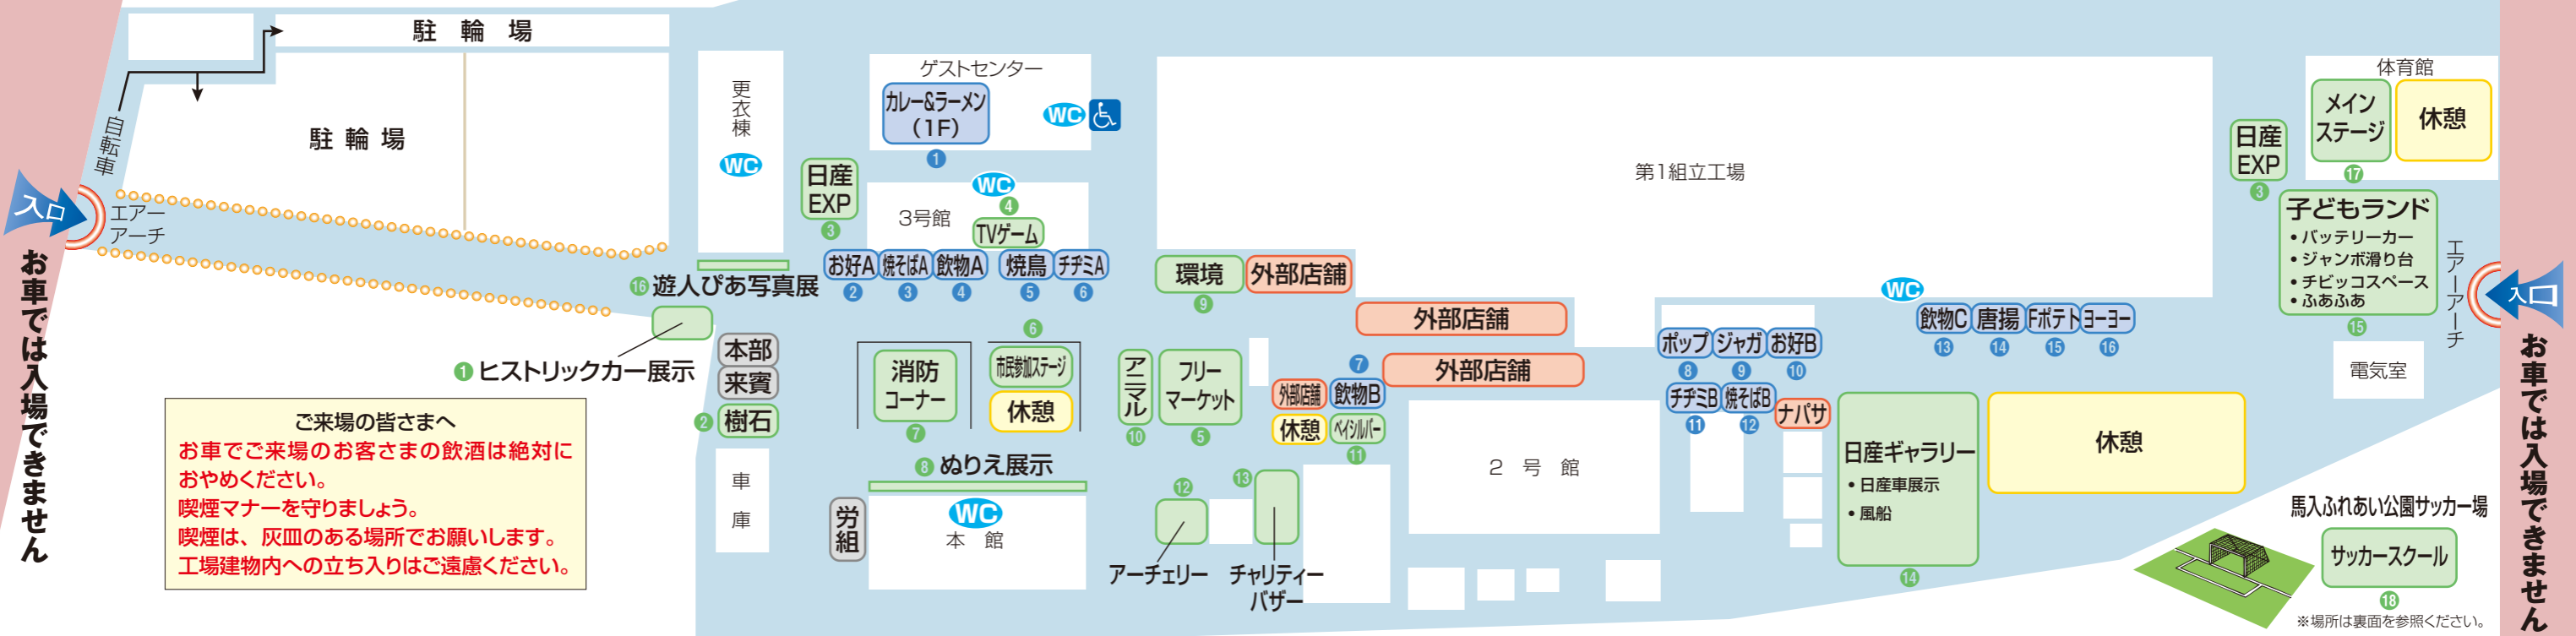 駐輪場
駐輪場
自転車
入口
エアー
アーチ
お車では入場できません
更衣棟
WC
ゲストセンター
カレー&ラーメン
(1F)
1
WC
日産
EXP
3
3号館
WC
4
TVゲーム
お好A
焼そばA
飲物A
焼鳥
チヂミA
2
3
4
5
6
16 遊人ぴあ写真展
1 ヒストリックカー展示
本部
来賓
2 樹石
車庫
消防
コーナー
7
6
市民参加ステージ
休憩
8 ぬりえ展示
労組
WC
本館
ご来場の皆さまへ
お車でご来場のお客さまの飲酒は絶対に
おやめください。
喫煙マナーを守りましょう。
喫煙は、灰皿のある場所でお願いします。
工場建物内への立ち入りはご遠慮ください。
第1組立工場
環境
9
外部店舗
外部店舗
外部店舗
アニマル
10
フリー
マーケット
5
外部店舗
7
飲物B
休憩
ベイシルバー
11
12
アーチェリー
13
チャリティー
バザー
2号館
ポップ
ジャガ
お好B
8
9
10
チヂミB
焼そばB
ナパサ
11
12
WC
飲物C
唐揚
Fポテト
ヨーヨー
13
14
15
16
日産ギャラリー
・日産車展示
・風船
14
休憩
体育館
メイン
ステージ
17
休憩
日産
EXP
3
子どもランド
・バッテリーカー
・ジャンボ滑り台
・チビッコスペース
・ふあふあ
15
電気室
エアーアーチ
入口
お車では入場できません
馬入ふれあい公園サッカー場
サッカースクール
18
※場所は裏面を参照ください。